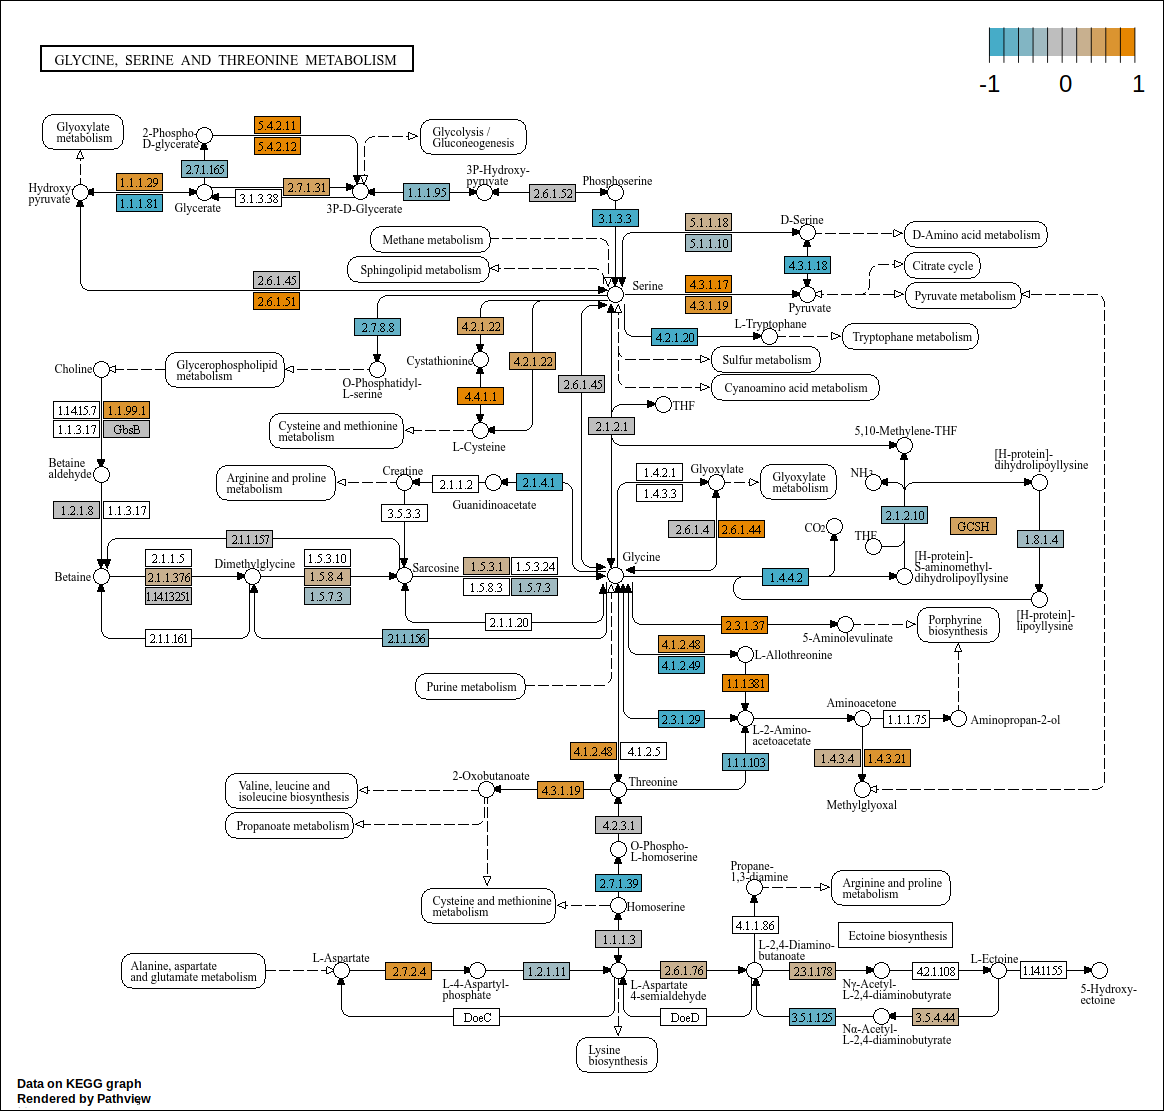 GLYCINE, SERINE AND THREONINE METABOLISM
-1
0
1
Glyoxylate
metabolism
2-Phospho-
D-glycerate
5.4.2.11
5.4.2.12
Glycolysis /
Gluconeogenesis
2.7.1.165
Hydroxy
pyruvate
1.1.1.29
1.1.1.81
Glycerate
2.7.1.31
3.1.3.38
3P-D-Glycerate
1.1.1.95
3P-Hydroxy-
pyruvate
2.6.1.52
Phosphoserine
3.1.3.3
5.1.1.18
5.1.1.10
D-Serine
D-Amino acid metabolism
Methane metabolism
Sphingolipid metabolism
4.3.1.18
Citrate cycle
2.6.1.45
2.6.1.51
Serine
4.3.1.17
4.3.1.19
Pyruvate
Pyruvate metabolism
2.7.8.8
4.2.1.22
4.2.1.20
L-Tryptophane
Tryptophane metabolism
Choline
Glycerophospholipid
metabolism
O-Phosphatidyl-
L-serine
Cystathionine
4.2.1.22
Sulfur metabolism
2.6.1.45
Cyanoamino acid metabolism
4.4.1.1
THF
1.14.15.7
1.1.99.1
1.1.3.17
GbsB
Cysteine and methionine
metabolism
L-Cysteine
2.1.2.1
5,10-Methylene-THF
Betaine
aldehyde
Arginine and proline
metabolism
Creatine
2.1.1.2
Guanidinoacetate
2.1.4.1
1.4.2.1
1.4.3.3
Glyoxylate
Glyoxylate
metabolism
NH3
[H-protein]-
dihydrolipoyllysine
1.2.1.8
1.1.3.17
3.5.3.3
2.6.1.4
2.6.1.44
CO2
2.1.2.10
GCSH
THF
1.8.1.4
2.1.1.157
2.1.1.5
2.1.1.376
1.14.13.251
Dimethylglycine
1.5.3.10
1.5.8.4
1.5.7.3
Betaine
Sarcosine
1.5.3.1
1.5.3.24
1.5.8.3
1.5.7.3
Glycine
1.4.4.2
[H-protein]-
S-aminomethyl-
dihydrolipoyllysine
[H-protein]-
lipoyllysine
2.1.1.20
2.1.1.161
2.1.1.156
2.3.1.37
5-Aminolevulinate
Porphyrine
biosynthesis
4.1.2.48
4.1.2.49
L-Allothreonine
Purine metabolism
1.1.1.381
2.3.1.29
L-2-Amino-
acetoacetate
Aminoacetone
1.1.1.75
Aminopropan-2-ol
4.1.2.48
4.1.2.5
1.1.1.103
1.4.3.4
1.4.3.21
Methylglyoxal
Valine, leucine and
isoleucine biosynthesis
2-Oxobutanoate
4.3.1.19
Threonine
Propanoate metabolism
4.2.3.1
O-Phospho-
L-homoserine
2.7.1.39
Propane-
1,3-diamine
Arginine and proline
metabolism
Cysteine and methionine
metabolism
Homoserine
4.1.1.86
Ectoine biosynthesis
1.1.1.3
Alanine, aspartate
and glutamate metabolism
L-Aspartate
2.7.2.4
L-4-Aspartyl-
phosphate
1.2.1.11
L-Aspartate
4-semialdehyde
2.6.1.76
L-2,4-Diamino-
butanoate
2.3.1.178
Nγ-Acetyl-
L-2,4-diaminobutyrate
4.2.1.108
L-Ectoine
1.14.11.55
5-Hydroxy-
ectoine
DoeC
DoeD
3.5.1.125
Nα-Acetyl-
L-2,4-diaminobutyrate
3.5.4.44
Lysine
biosynthesis
Data on KEGG graph
Rendered by Pathview